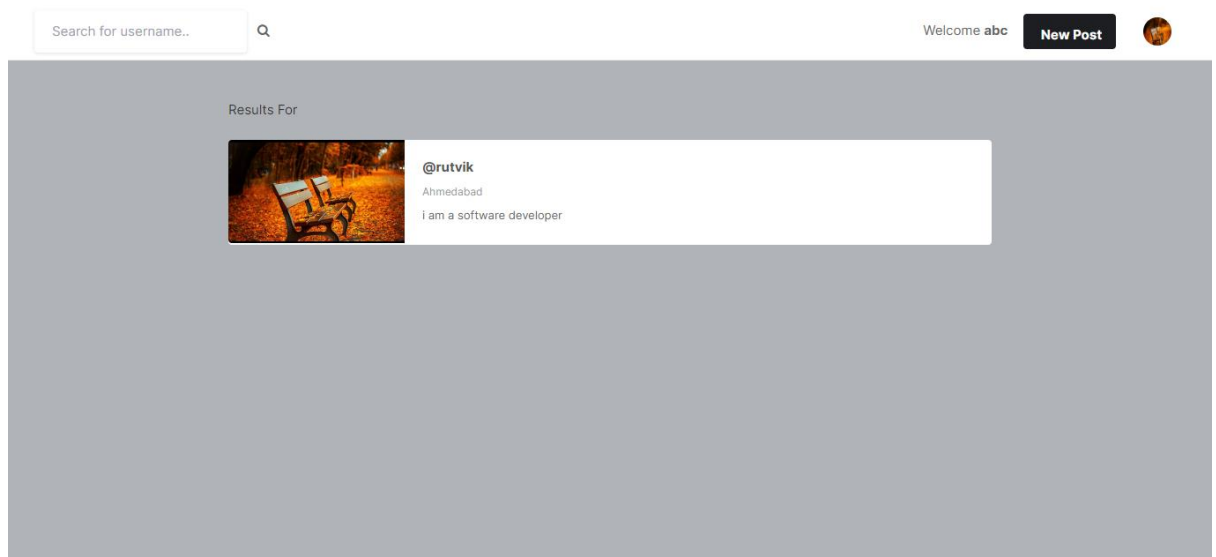 Search for username..
Welcome abc
New Post
Results For
@rutvik
Ahmedabad
i am a software developer